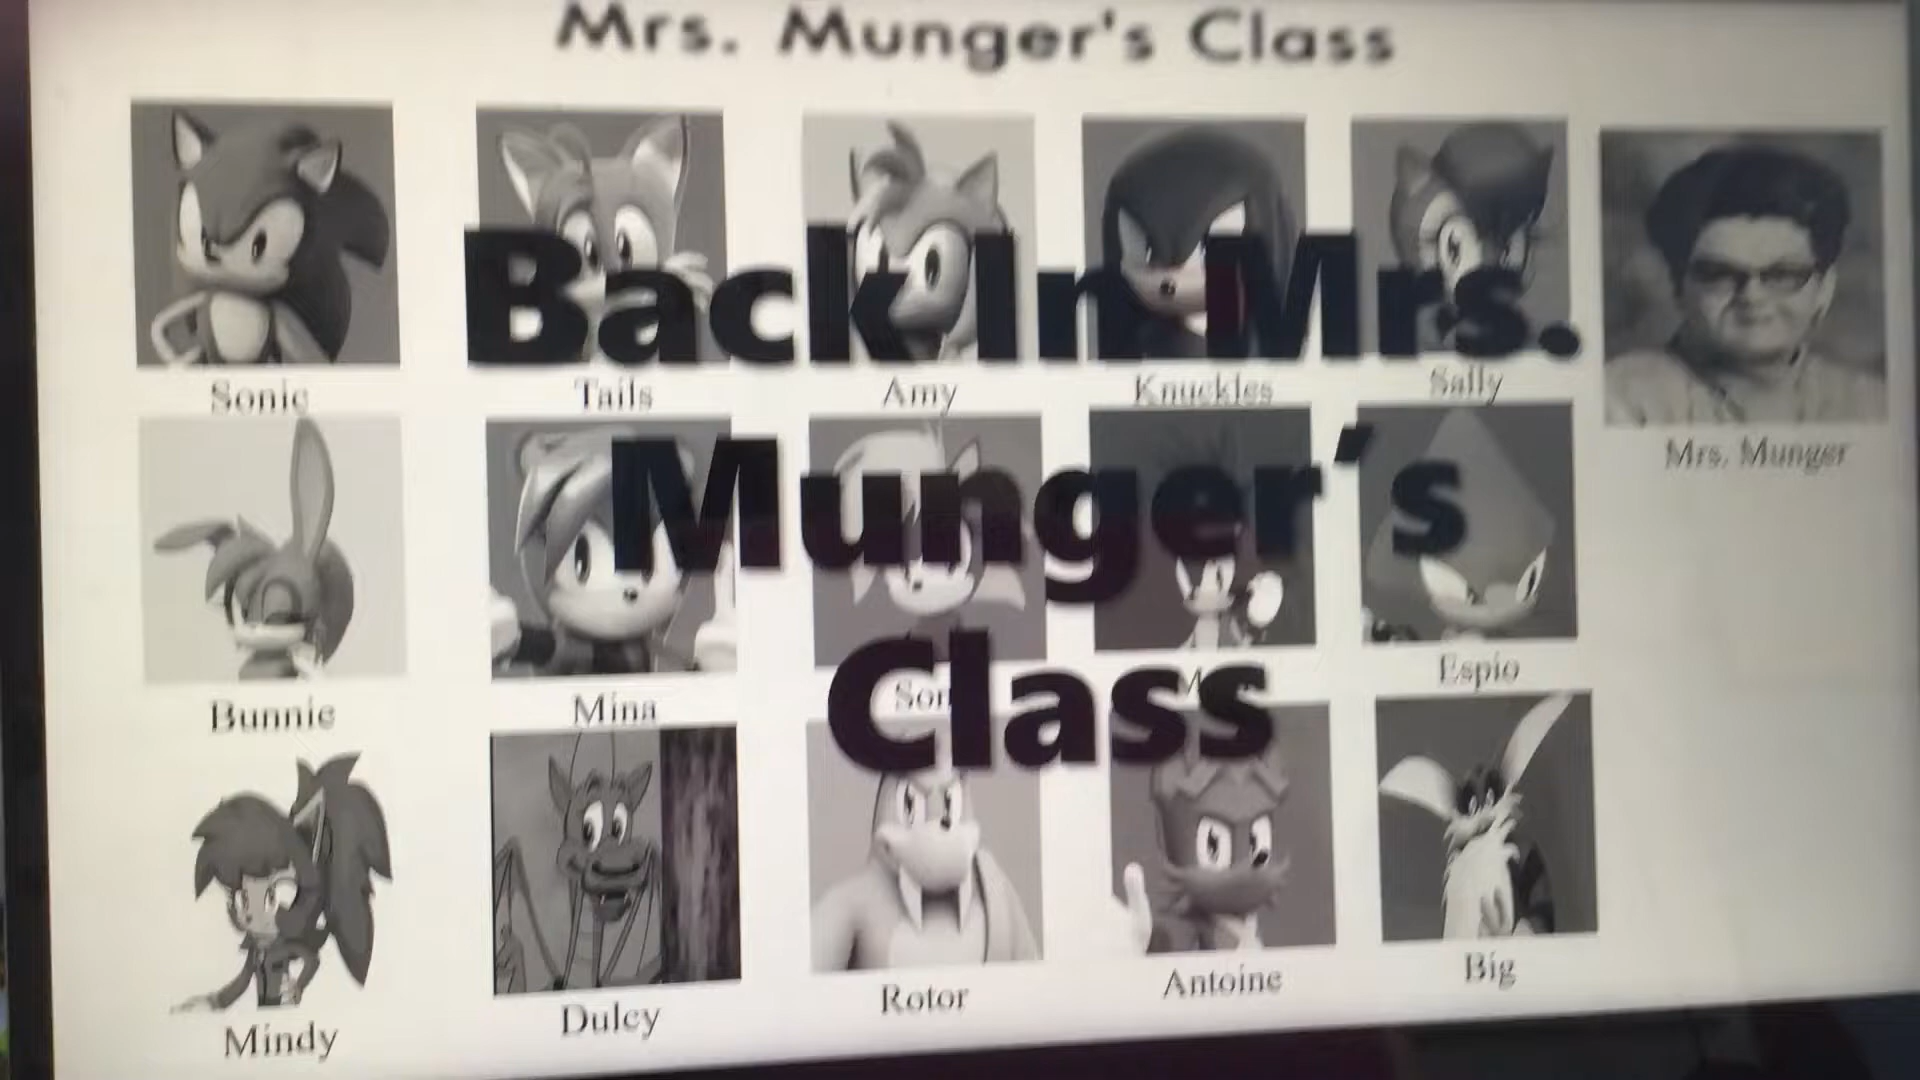 Mrs. Munger's Class
Back In Mrs.
Munger´s
Class
Sonic
Tails
Amy
Knuckles
Sally
Mrs. Munger
Bunnie
Mina
Espio
Mindy
Dulcy
Rotor
Antoine
Big